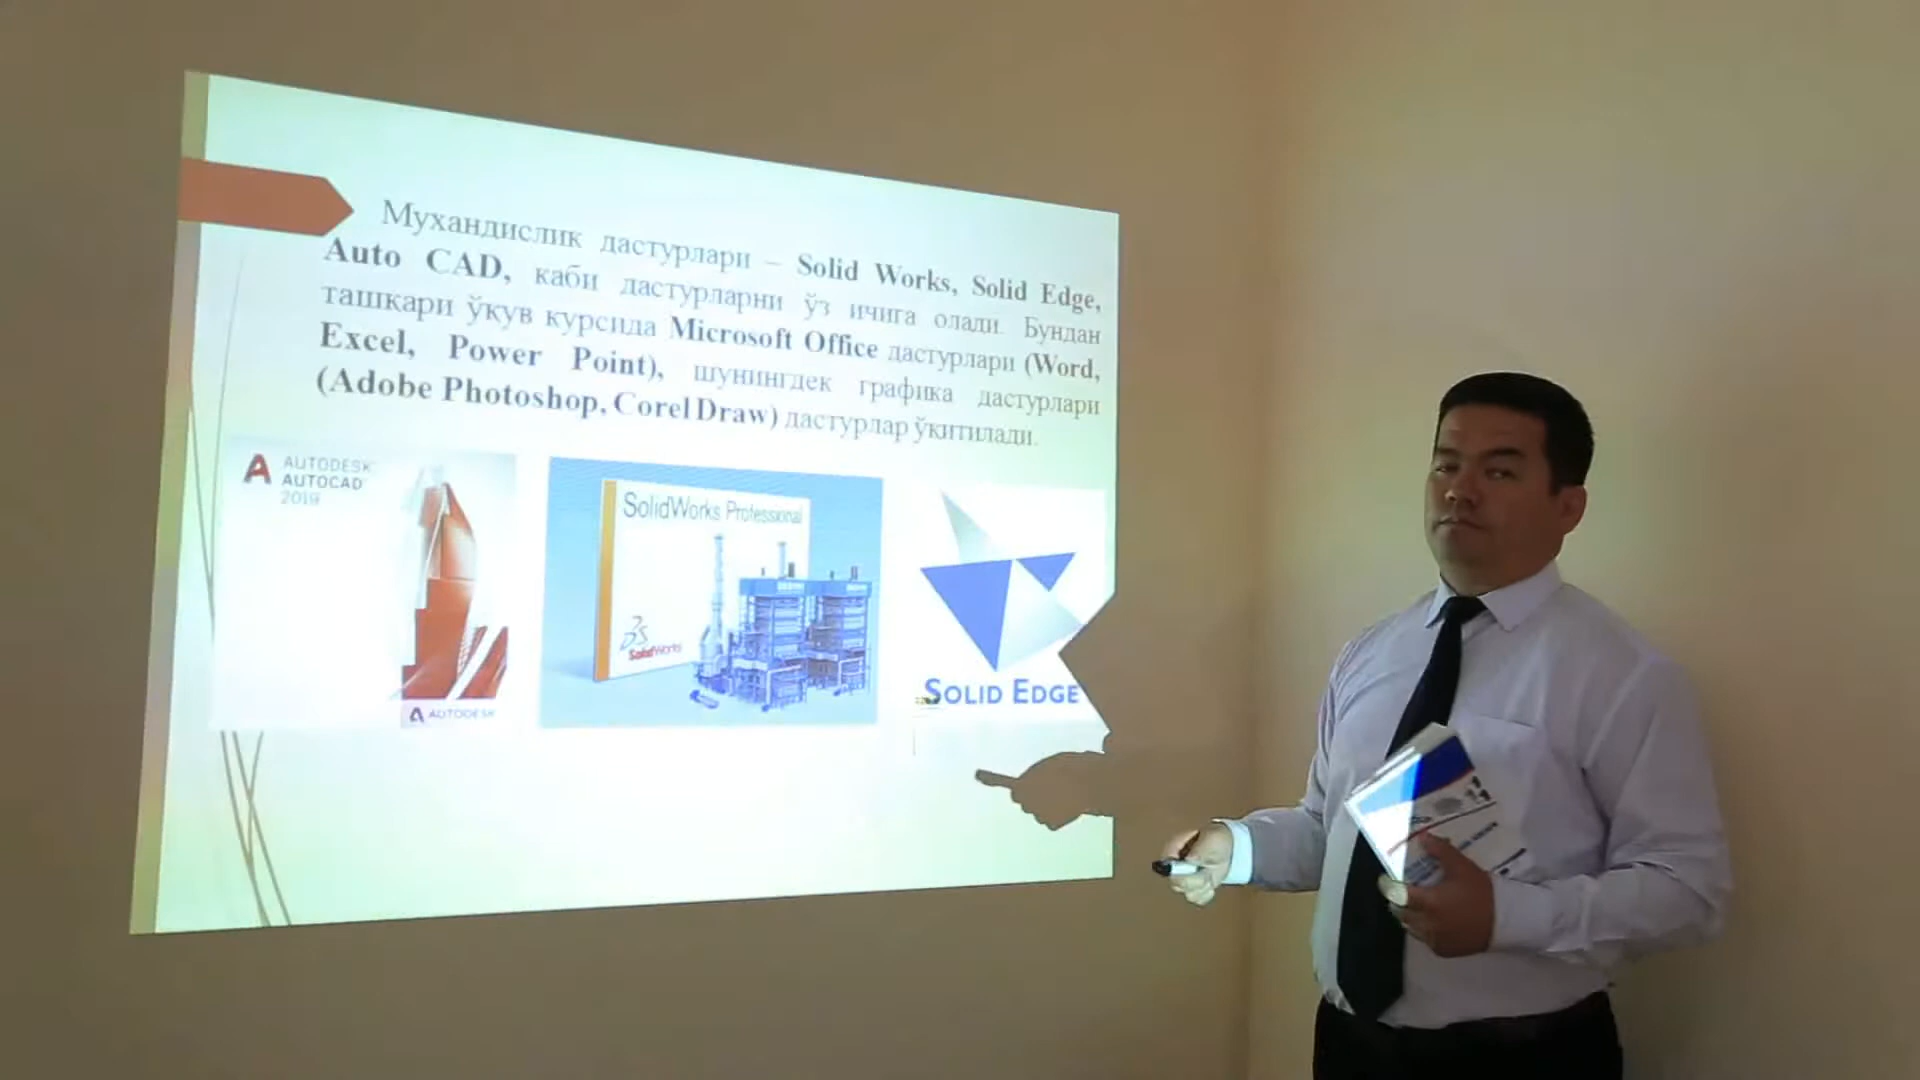 Мухандислик дастурлари – Solid Works, Solid Edge,
Auto CAD, каби дастурларни ўз ичига олади. Бундан
ташкари ўкув курсида Microsoft Office дастурлари (Word,
Excel, Power Point), шунингдек графика дастурлари
(Adobe Photoshop, Corel Draw) дастурлар ўкитилади.
AUTODESK
AUTOCAD
2019
AUTODESK
SolidWorks Professional
SolidWorks
SOLID EDGE